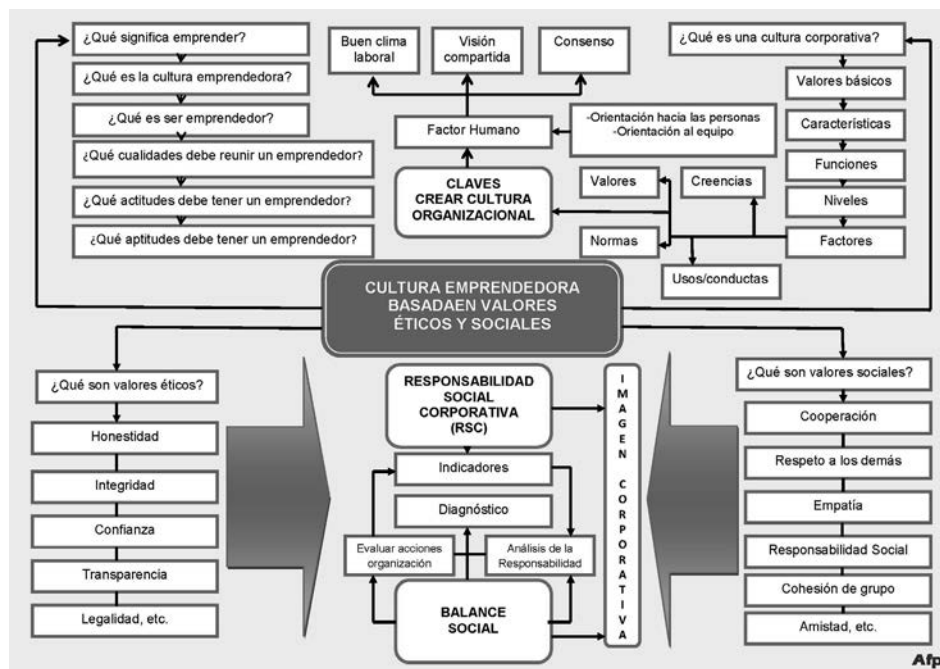 ¿Qué significa emprender?
¿Qué es la cultura emprendedora?
¿Qué es ser emprendedor?
¿Qué cualidades debe reunir un emprendedor?
¿Qué actitudes debe tener un emprendedor?
¿Qué aptitudes debe tener un emprendedor?
Buen clima
laboral
Visión
compartida
Consenso
Factor Humano
-Orientación hacia las personas
-Orientación al equipo
CLAVES
CREAR CULTURA
ORGANIZACIONAL
Valores
Creencias
Normas
Usos/conductas
¿Qué es una cultura corporativa?
Valores básicos
Características
Funciones
Niveles
Factores
CULTURA EMPRENDEDORA
BASADAEN VALORES
ÉTICOS Y SOCIALES
¿Qué son valores éticos?
Honestidad
Integridad
Confianza
Transparencia
Legalidad, etc.
RESPONSABILIDAD
SOCIAL
CORPORATIVA
(RSC)
Indicadores
Diagnóstico
Evaluar acciones
organización
Análisis de la
Responsabilidad
BALANCE
SOCIAL
IMAGEN CORPORATIVA
¿Qué son valores sociales?
Cooperación
Respeto a los demás
Empatía
Responsabilidad Social
Cohesión de grupo
Amistad, etc.